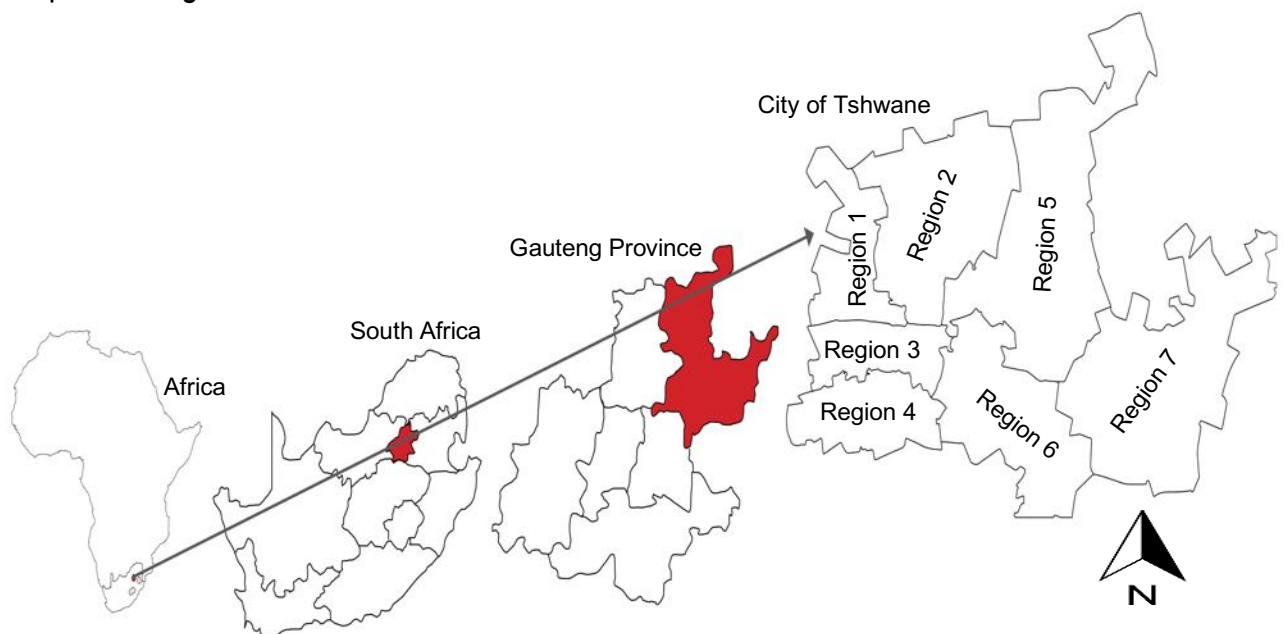 City of Tshwane
Region 1
Region 2
Region 5
Gauteng Province
South Africa
Region 3
Africa
Region 4
Region 6
Region 7
N